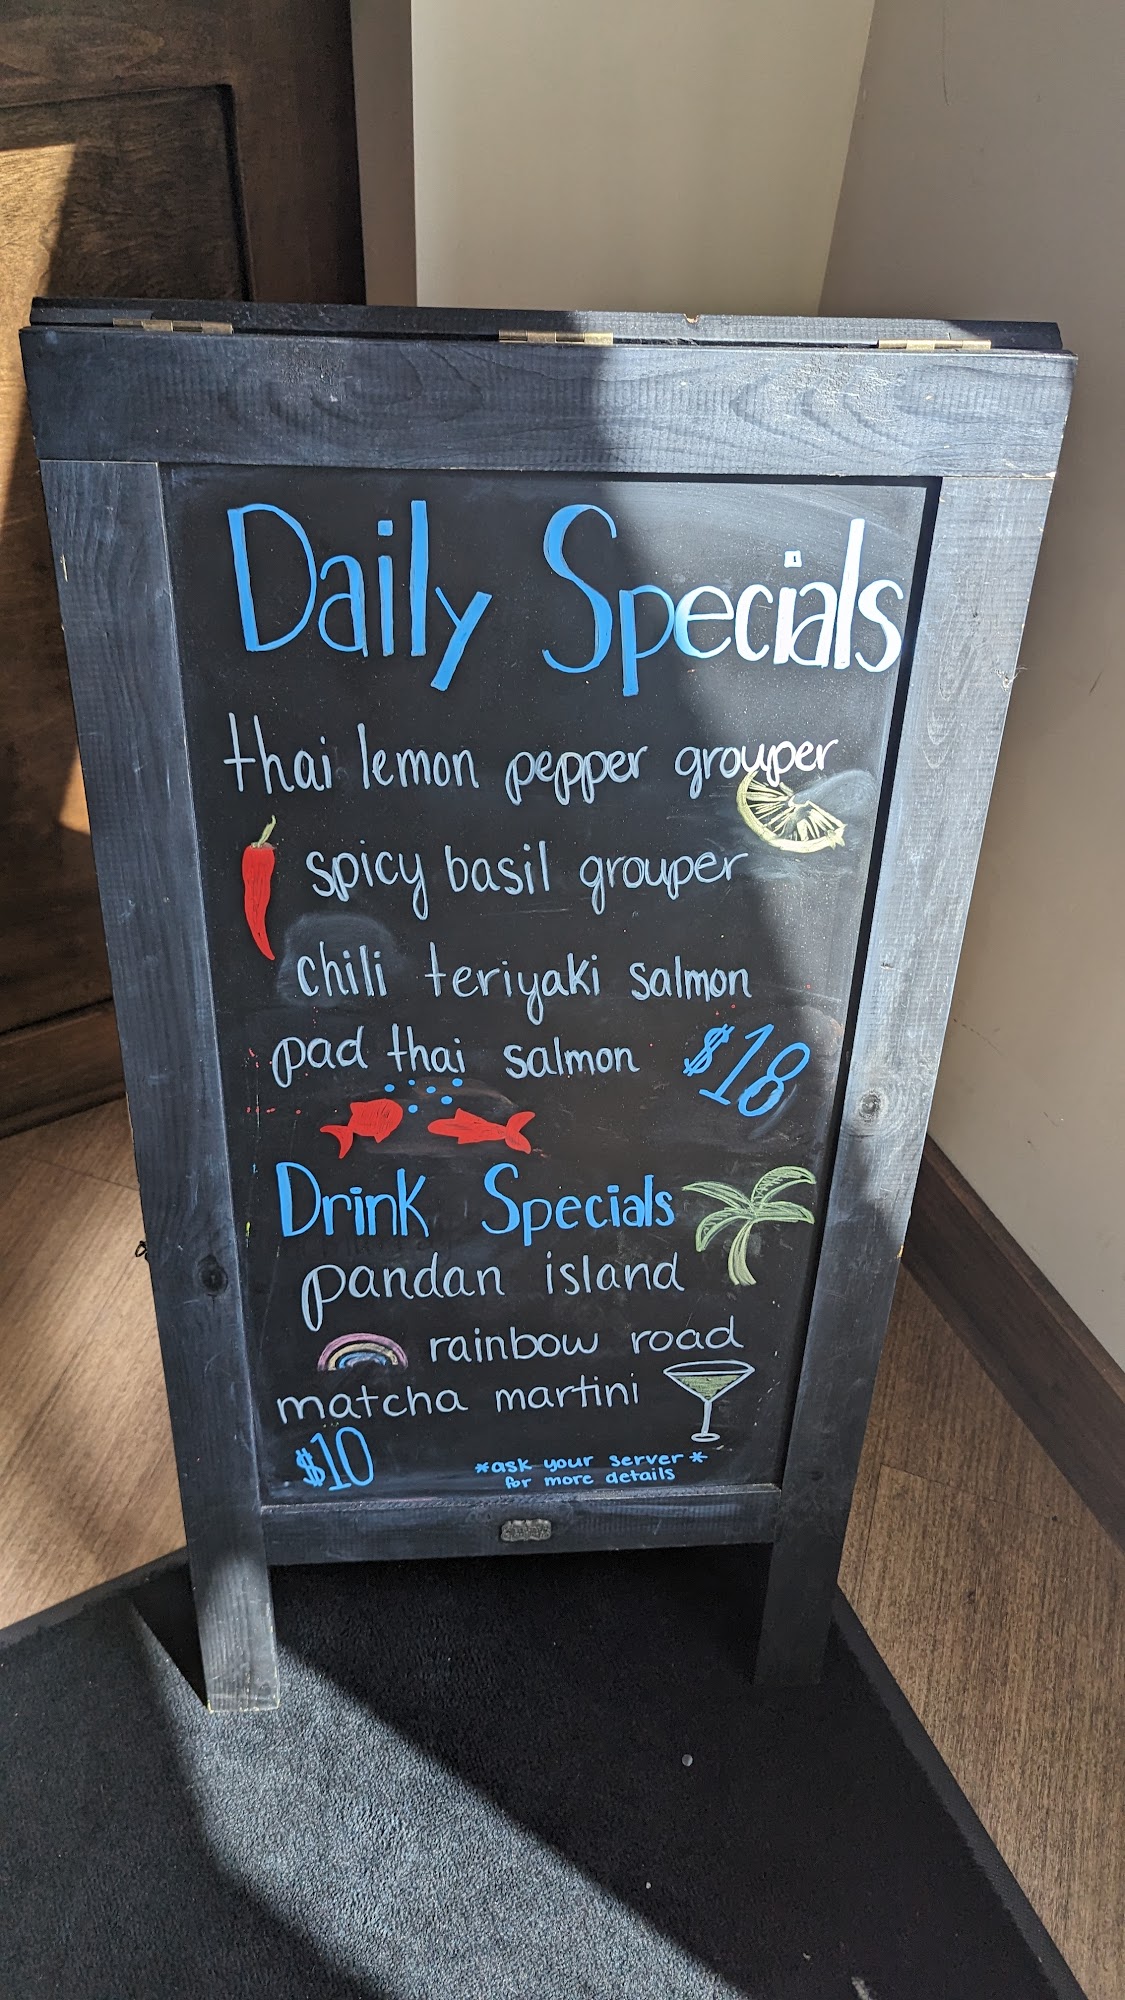 Daily Specials
thai lemon pepper grouper
spicy basil grouper
chili teriyaki salmon
pad thai salmon $18
Drink Specials
pandan island
rainbow road
matcha martini
$10 *ask your server*
for more details